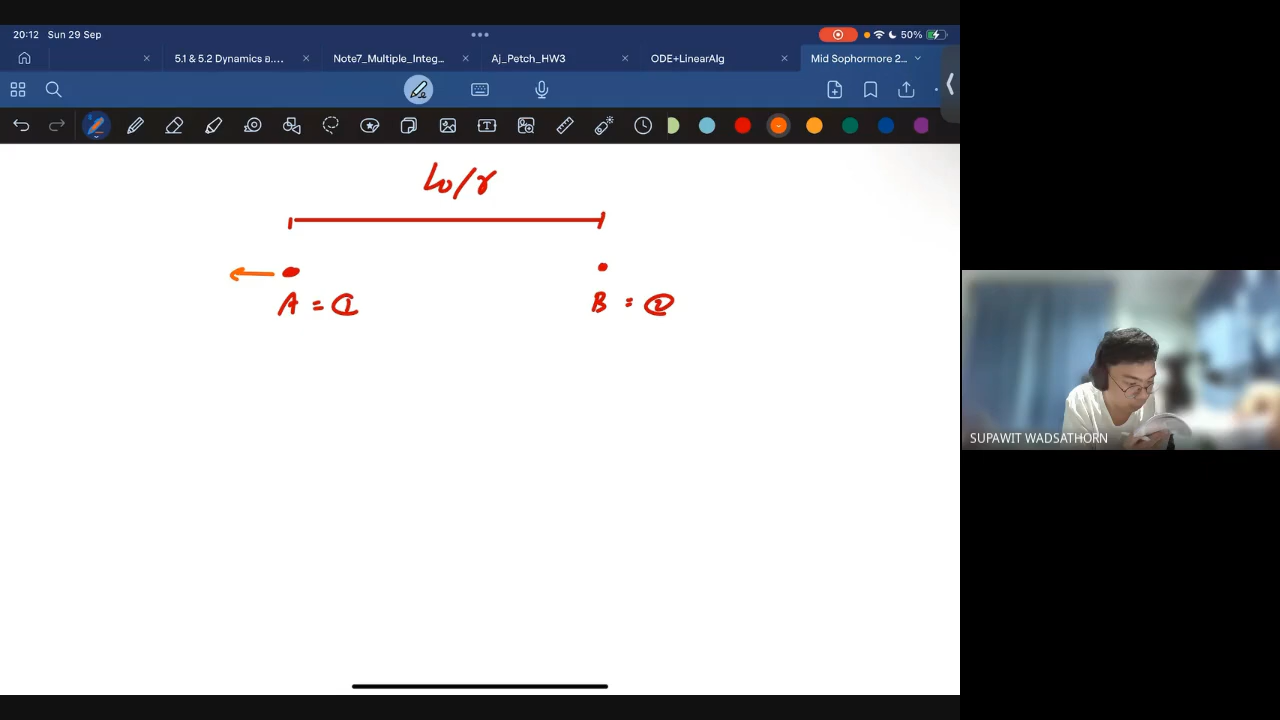 20:12 Sun 29 Sep
50%
5.1 & 5.2 Dynamics a.... Note7_Multiple_Integ... Aj_Petch_HW3 ODE+LinearAlg Mid Sophormore 2...
L₀/γ
A = ①
B = ②
SUPAWIT WADSATHORN